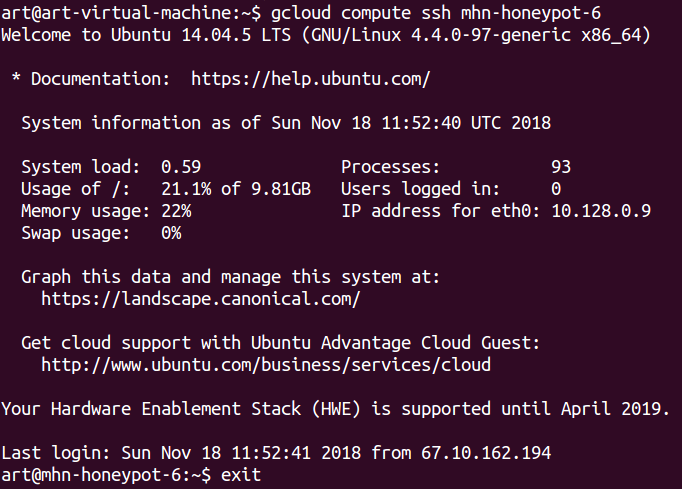 art@art-virtual-machine:~$ gcloud compute ssh mhn-honeypot-6
Welcome to Ubuntu 14.04.5 LTS (GNU/Linux 4.4.0-97-generic x86_64)
* Documentation:  https://help.ubuntu.com/
System information as of Sun Nov 18 11:52:40 UTC 2018
System load:  0.59              Processes:           93
Usage of /:   21.1% of 9.81GB   Users logged in:     0
Memory usage: 22%               IP address for eth0: 10.128.0.9
Swap usage:   0%
Graph this data and manage this system at:
https://landscape.canonical.com/
Get cloud support with Ubuntu Advantage Cloud Guest:
http://www.ubuntu.com/business/services/cloud
Your Hardware Enablement Stack (HWE) is supported until April 2019.
Last login: Sun Nov 18 11:52:41 2018 from 67.10.162.194
art@mhn-honeypot-6:~$ exit